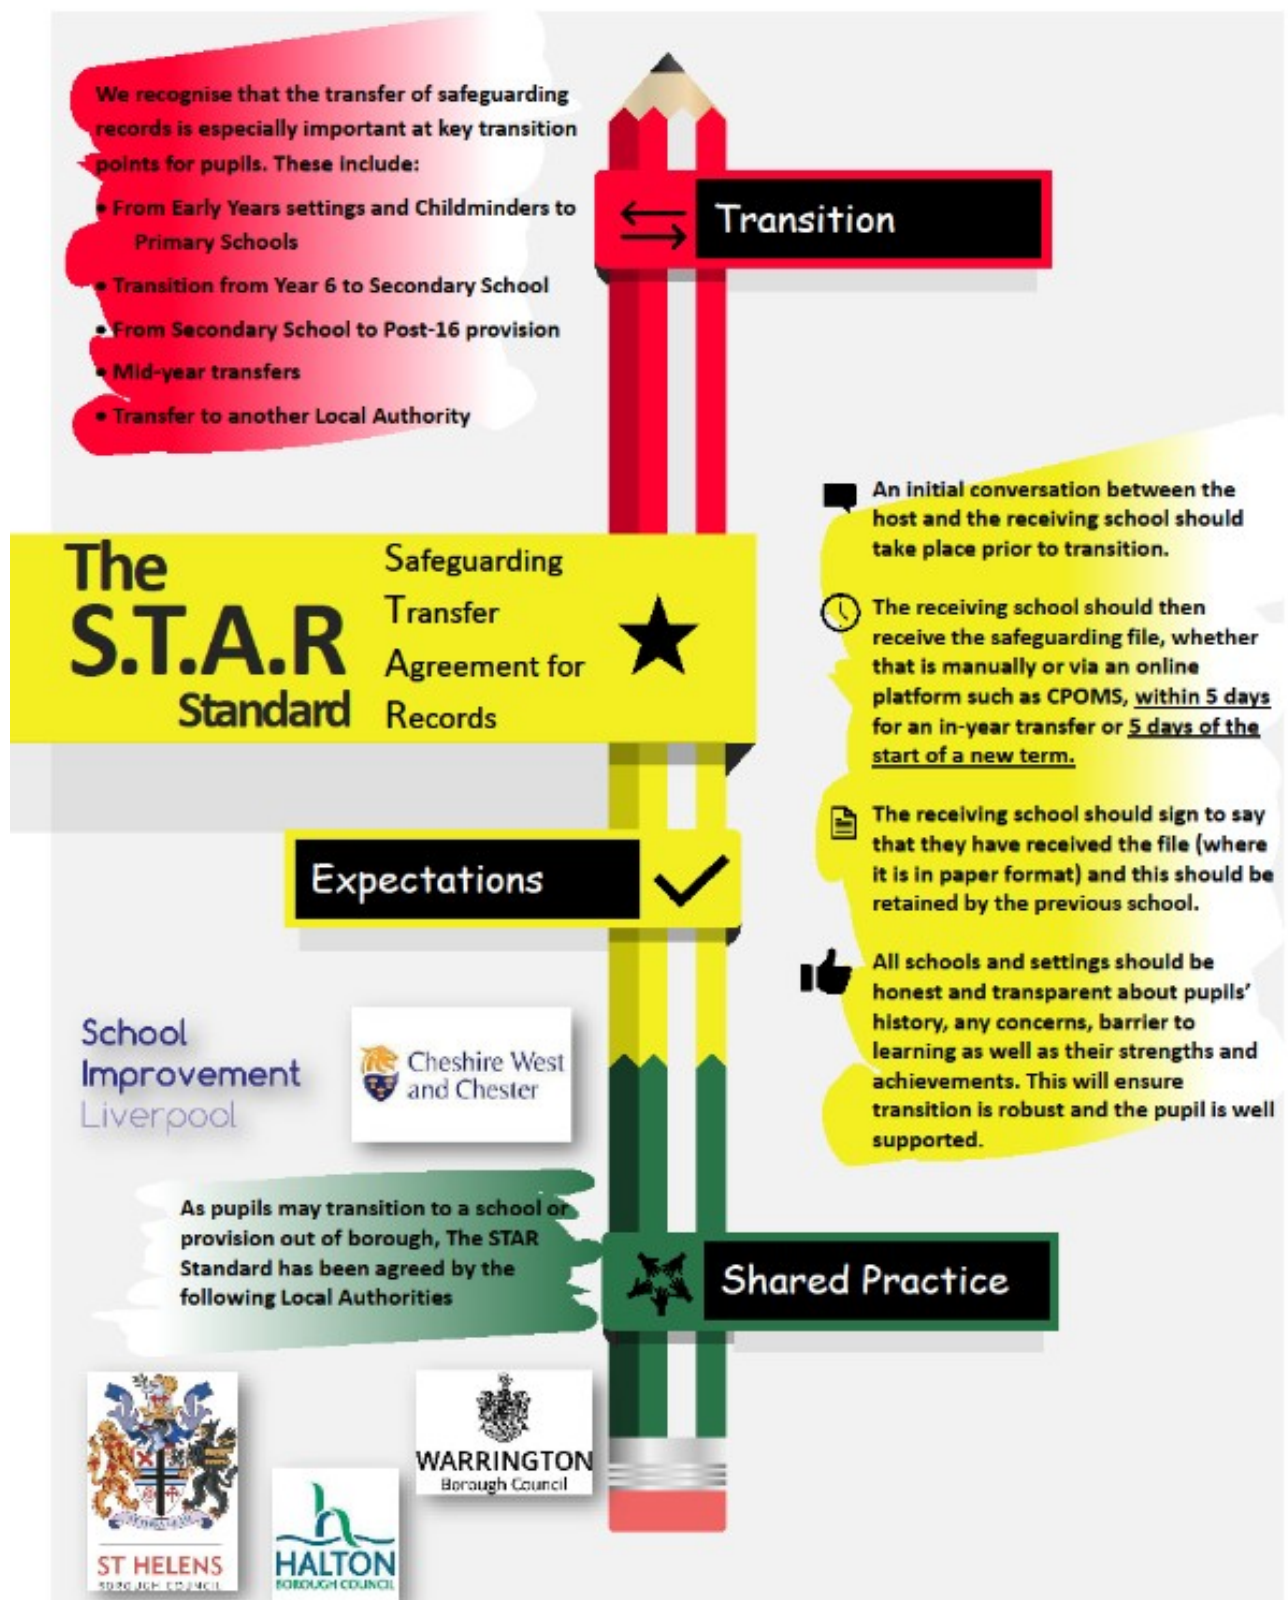 We recognise that the transfer of safeguarding
records is especially important at key transition
points for pupils. These include:
• From Early Years settings and Childminders to
Primary Schools
• Transition from Year 6 to Secondary School
• From Secondary School to Post-16 provision
• Mid-year transfers
• Transfer to another Local Authority
Transition
The
S.T.A.R
Standard
Safeguarding
Transfer
Agreement for
Records
An initial conversation between the
host and the receiving school should
take place prior to transition.
The receiving school should then
receive the safeguarding file, whether
that is manually or via an online
platform such as CPOMS, within 5 days
for an in-year transfer or 5 days of the
start of a new term.
The receiving school should sign to say
that they have received the file (where
it is in paper format) and this should be
retained by the previous school.
All schools and settings should be
honest and transparent about pupils'
history, any concerns, barrier to
learning as well as their strengths and
achievements. This will ensure
transition is robust and the pupil is well
supported.
Expectations
School
Improvement
Liverpool
Cheshire West
and Chester
As pupils may transition to a school or
provision out of borough, The STAR
Standard has been agreed by the
following Local Authorities
Shared Practice
ST HELENS
BOROUGH COUNCIL
HALTON
BOROUGH COUNCIL
WARRINGTON
Borough Council